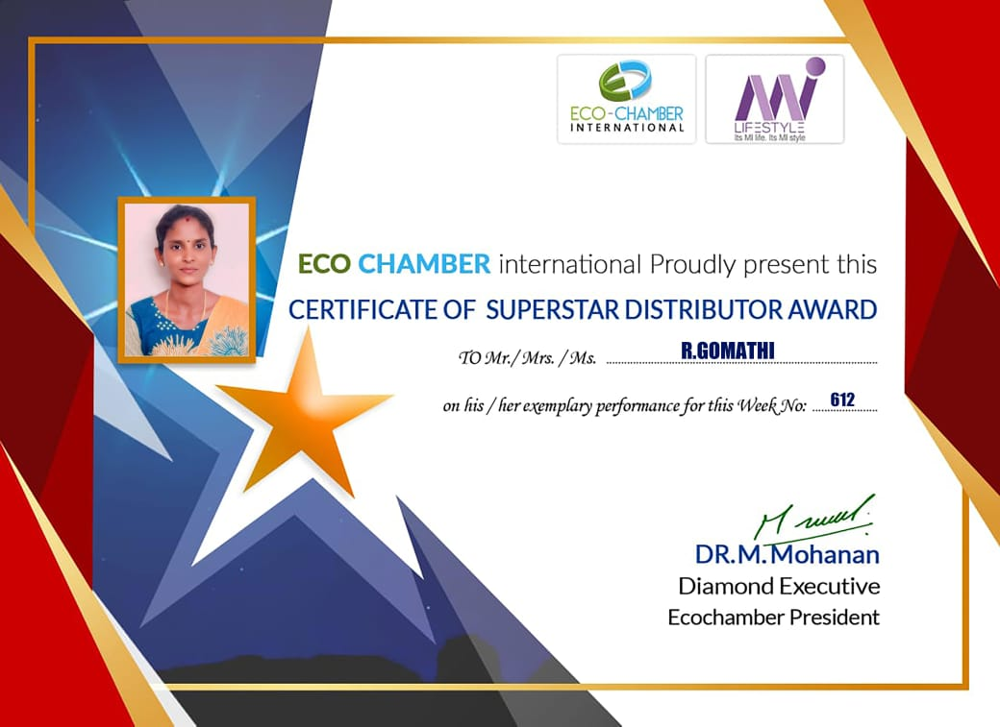 ECO-CHAMBER
INTERNATIONAL
Mi
LIFESTYLE
Its MI life. Its MI style
ECO CHAMBER international Proudly present this
CERTIFICATE OF SUPERSTAR DISTRIBUTOR AWARD
TO Mr./ Mrs. / Ms. R.GOMATHI
on his / her exemplary performance for this Week No: 612
DR.M.Mohanan
Diamond Executive
Ecochamber President